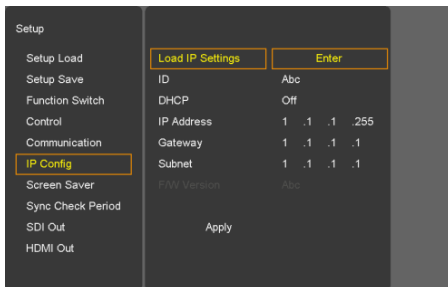 Setup
Setup Load
Setup Save
Function Switch
Control
Communication
IP Config
Screen Saver
Sync Check Period
SDI Out
HDMI Out
Load IP Settings Enter
ID Abc
DHCP Off
IP Address 1 .1 .1 .255
Gateway 1 .1 .1 .1
Subnet 1 .1 .1 .1
F/W Version Abc
Apply